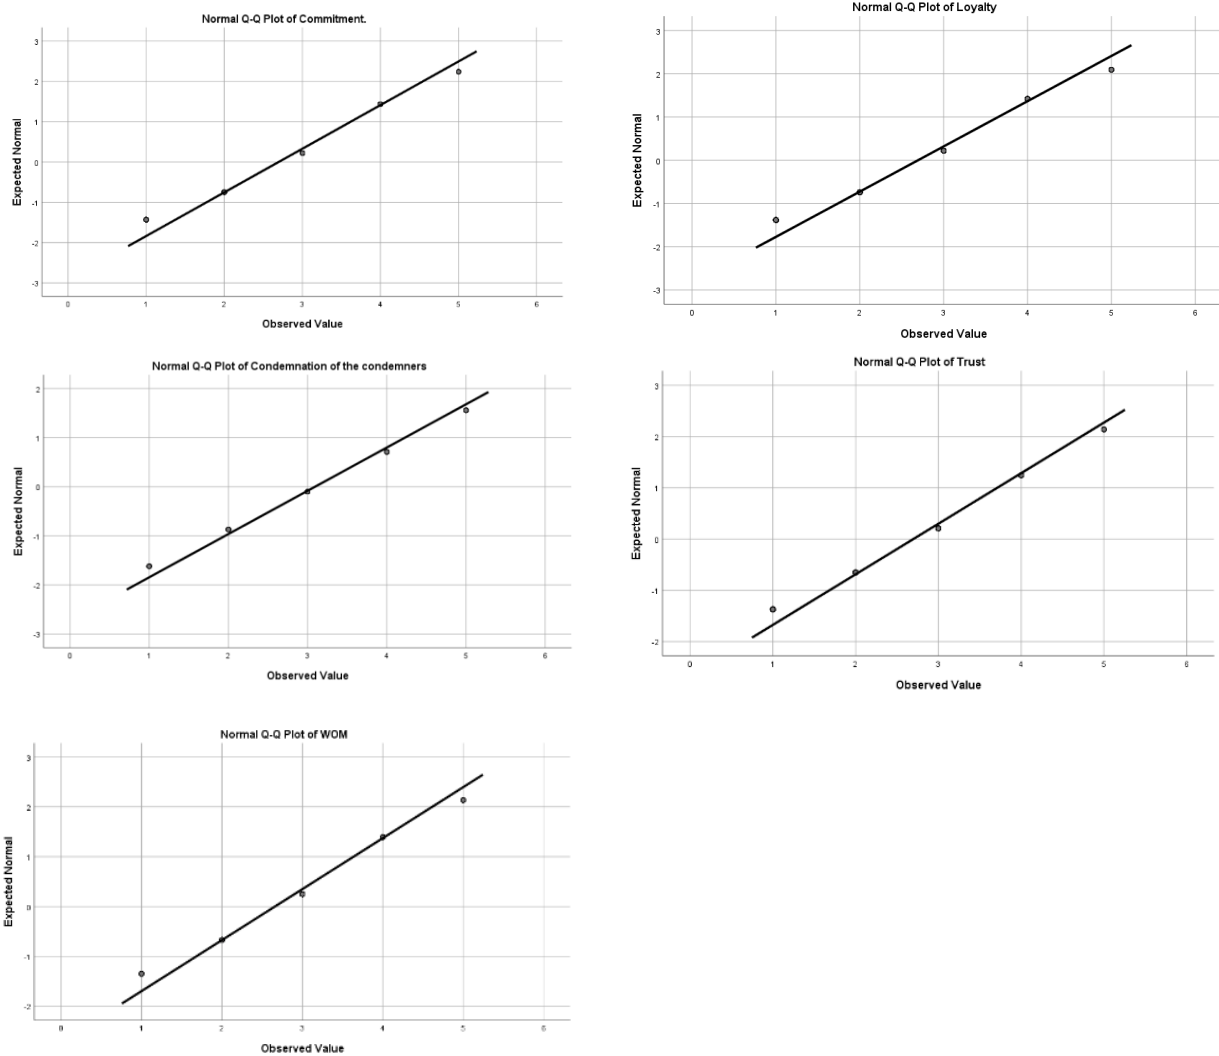 Normal Q-Q Plot of Commitment.
Expected Normal
3
2
1
0
-1
-2
-3
0 1 2 3 4 5 6
Observed Value
Normal Q-Q Plot of Loyalty
Expected Normal
3
2
1
0
-1
-2
-3
0 1 2 3 4 5 6
Observed Value
Normal Q-Q Plot of Condemnation of the condemners
Expected Normal
2
1
0
-1
-2
-3
0 1 2 3 4 5 6
Observed Value
Normal Q-Q Plot of Trust
Expected Normal
3
2
1
0
-1
-2
0 1 2 3 4 5 6
Observed Value
Normal Q-Q Plot of WOM
Expected Normal
3
2
1
0
-1
-2
0 1 2 3 4 5 6
Observed Value